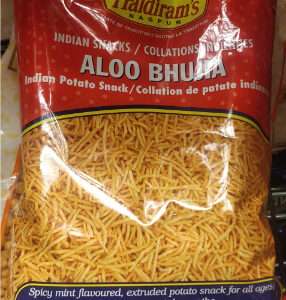 Haldiram's
NAGPUR
INDIAN SNACKS / COLLATIONS
ALOO BHUJIA
Indian Potato Snack/Collation de patate indienne
Spicy mint flavoured, extruded potato snack for all ages